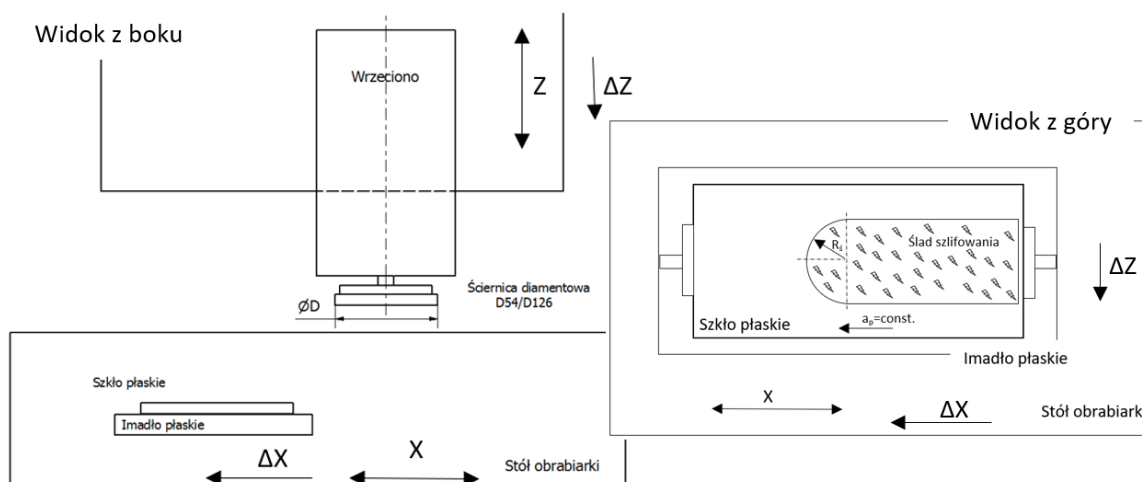 Widok z boku
Wrzeciono
Z
ΔZ
Ściernica diamentowa
D54/D126
ØD
Szkło płaskie
Imadło płaskie
ΔX
X
Stół obrabiarki
Widok z góry
Rś
Ślad szlifowania
ΔZ
Szkło płaskie
ap=const.
Imadło płaskie
X
ΔX
Stół obrabiark